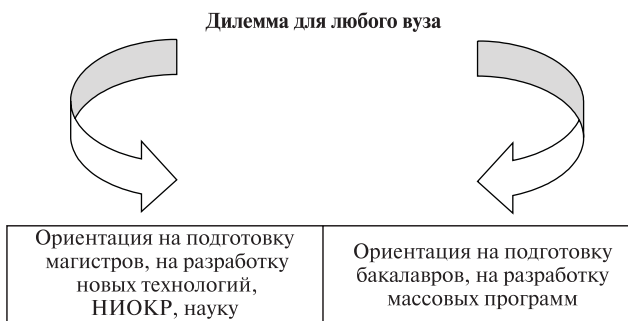 Дилемма для любого вуза
Ориентация на подготовку
магистров, на разработку
новых технологий,
НИОКР, науку
Ориентация на подготовку
бакалавров, на разработку
массовых программ